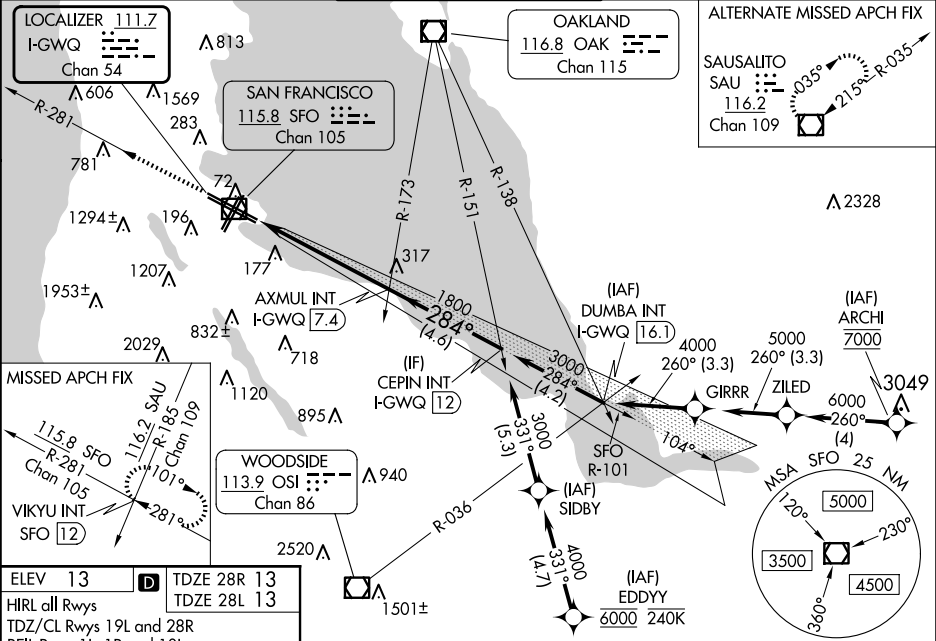 LOCALIZER 111.7
I-GWQ
Chan 54
813
606
1569
283
R-281
781
SAN FRANCISCO
115.8 SFO
Chan 105
OAKLAND
116.8 OAK
Chan 115
ALTERNATE MISSED APCH FIX
SAUSALITO
SAU
116.2
Chan 109
035°
215°
R-035
72
1294±
196
177
1207
1953±
832±
2029
718
1120
895
317
R-173
R-151
R-138
2328
AXMUL INT
I-GWQ 7.4
1800
284°
(4.6)
(IF)
CEPIN INT
I-GWQ 12
3000
284°
(4.2)
(IAF)
DUMBA INT
I-GWQ 16.1
4000
260° (3.3)
5000
260° (3.3)
(IAF)
ARCHI
7000
3049
GIRRR
ZILED
6000
260°
(4)
SFO
R-101
104°
3000
331°
(5.3)
(IAF)
SIDBY
4000
331°
(4.7)
(IAF)
EDDYY
6000 240K
MISSED APCH FIX
116.2 SAU
R-185
Chan 109
115.8 SFO
R-281
Chan 105
101°
281°
VIKYU INT
SFO 12
WOODSIDE
113.9 OSI
Chan 86
940
R-036
2520
1501±
MSA SFO 25 NM
120°
5000
230°
3500
4500
360°
ELEV 13
D
TDZE 28R 13
TDZE 28L 13
HIRL all Rwys
TDZ/CL Rwys 19L and 28R